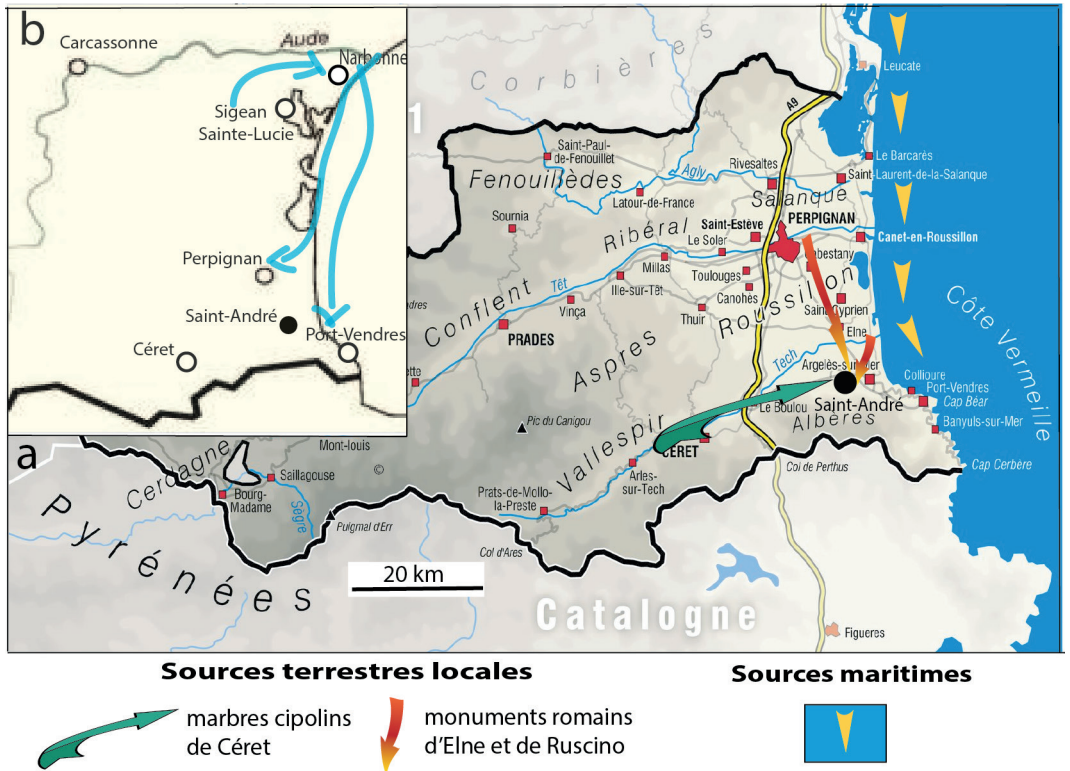 b
Carcassonne
Aude
Narbonne
Sigean
Sainte-Lucie
Perpignan
Saint-André
Port-Vendres
Céret
a
Corbières
1
A9
Leucate
Saint-Paul-
de-Fenouillet
Fenouillèdes
Agly
Rivesaltes
Le Barcarès
Saint-Laurent-de-la-Salanque
Latour-de-France
Salanque
Sournia
Ribéral
Saint-Estève
PERPIGNAN
Le Soler
Canet-en-Roussillon
Millas
Toulouges
Têt
Ille-sur-Têt
Canohès
Roussillon
Conflent
Vinça
Thuir
Elne
PRADES
Aspres
Tech
Argelès-sur-Mer
Côte Vermeille
Collioure
Port-Vendres
Cap Béar
Saint-André
Le Boulou
Albères
Banyuls-sur-Mer
Pic du Canigou
Vallespir
CÉRET
Mont-louis
©
Cerdagne
Saillagouse
Bourg-
Madame
Sègre
Arles-
sur-Tech
Col de Perthus
Cap Cerbère
Prats-de-Mollo-
la-Preste
Puigmal d'Err
Col d'Ares
Pyrénées
20 km
Catalogne
Figueres
Sources terrestres locales
Sources maritimes
marbres cipolins
de Céret
monuments romains
d’Elne et de Ruscino